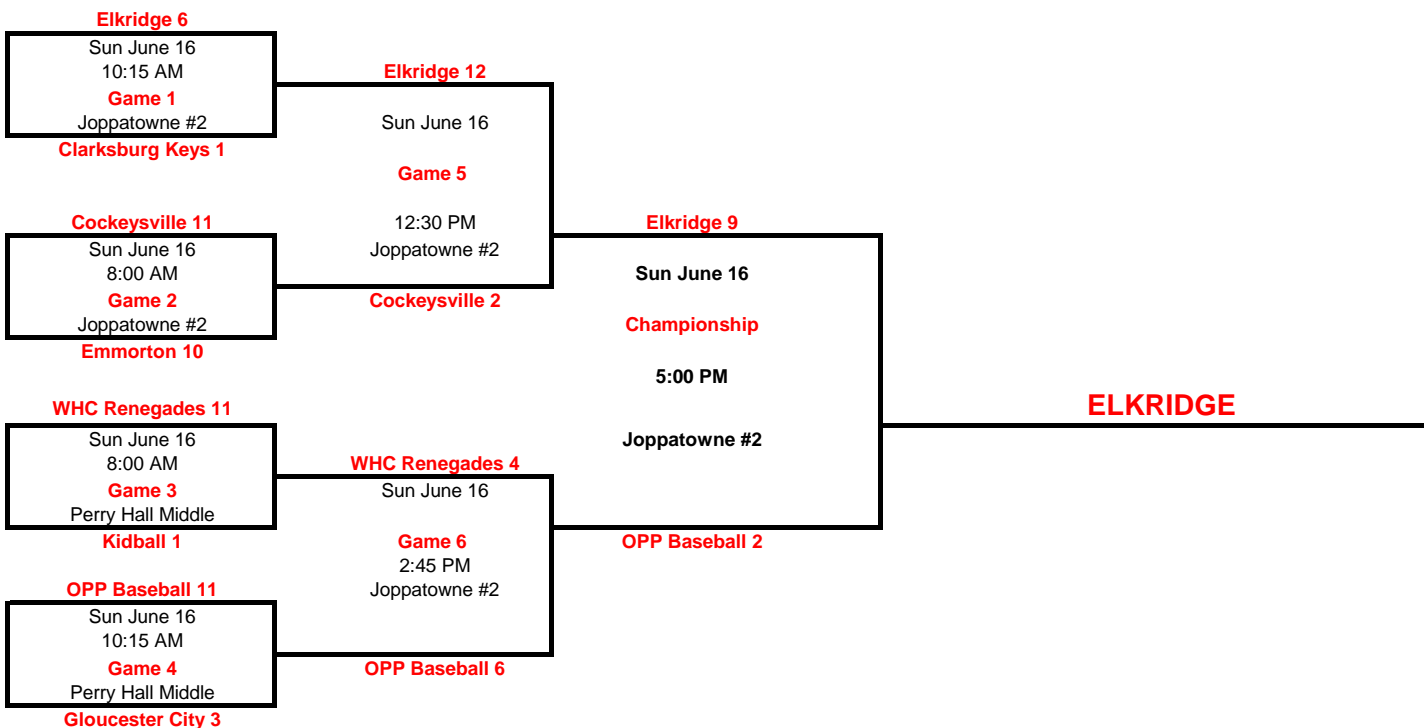 Elkridge 6
Sun June 16
10:15 AM
Game 1
Joppatowne #2
Clarksburg Keys 1
Cockeysville 11
Sun June 16
8:00 AM
Game 2
Joppatowne #2
Emmorton 10
WHC Renegades 11
Sun June 16
8:00 AM
Game 3
Perry Hall Middle
Kidball 1
OPP Baseball 11
Sun June 16
10:15 AM
Game 4
Perry Hall Middle
Gloucester City 3
Elkridge 12
Sun June 16
Game 5
12:30 PM
Joppatowne #2
Cockeysville 2
WHC Renegades 4
Sun June 16
Game 6
2:45 PM
Joppatowne #2
OPP Baseball 6
Elkridge 9
Sun June 16
Championship
5:00 PM
Joppatowne #2
OPP Baseball 2
ELKRIDGE